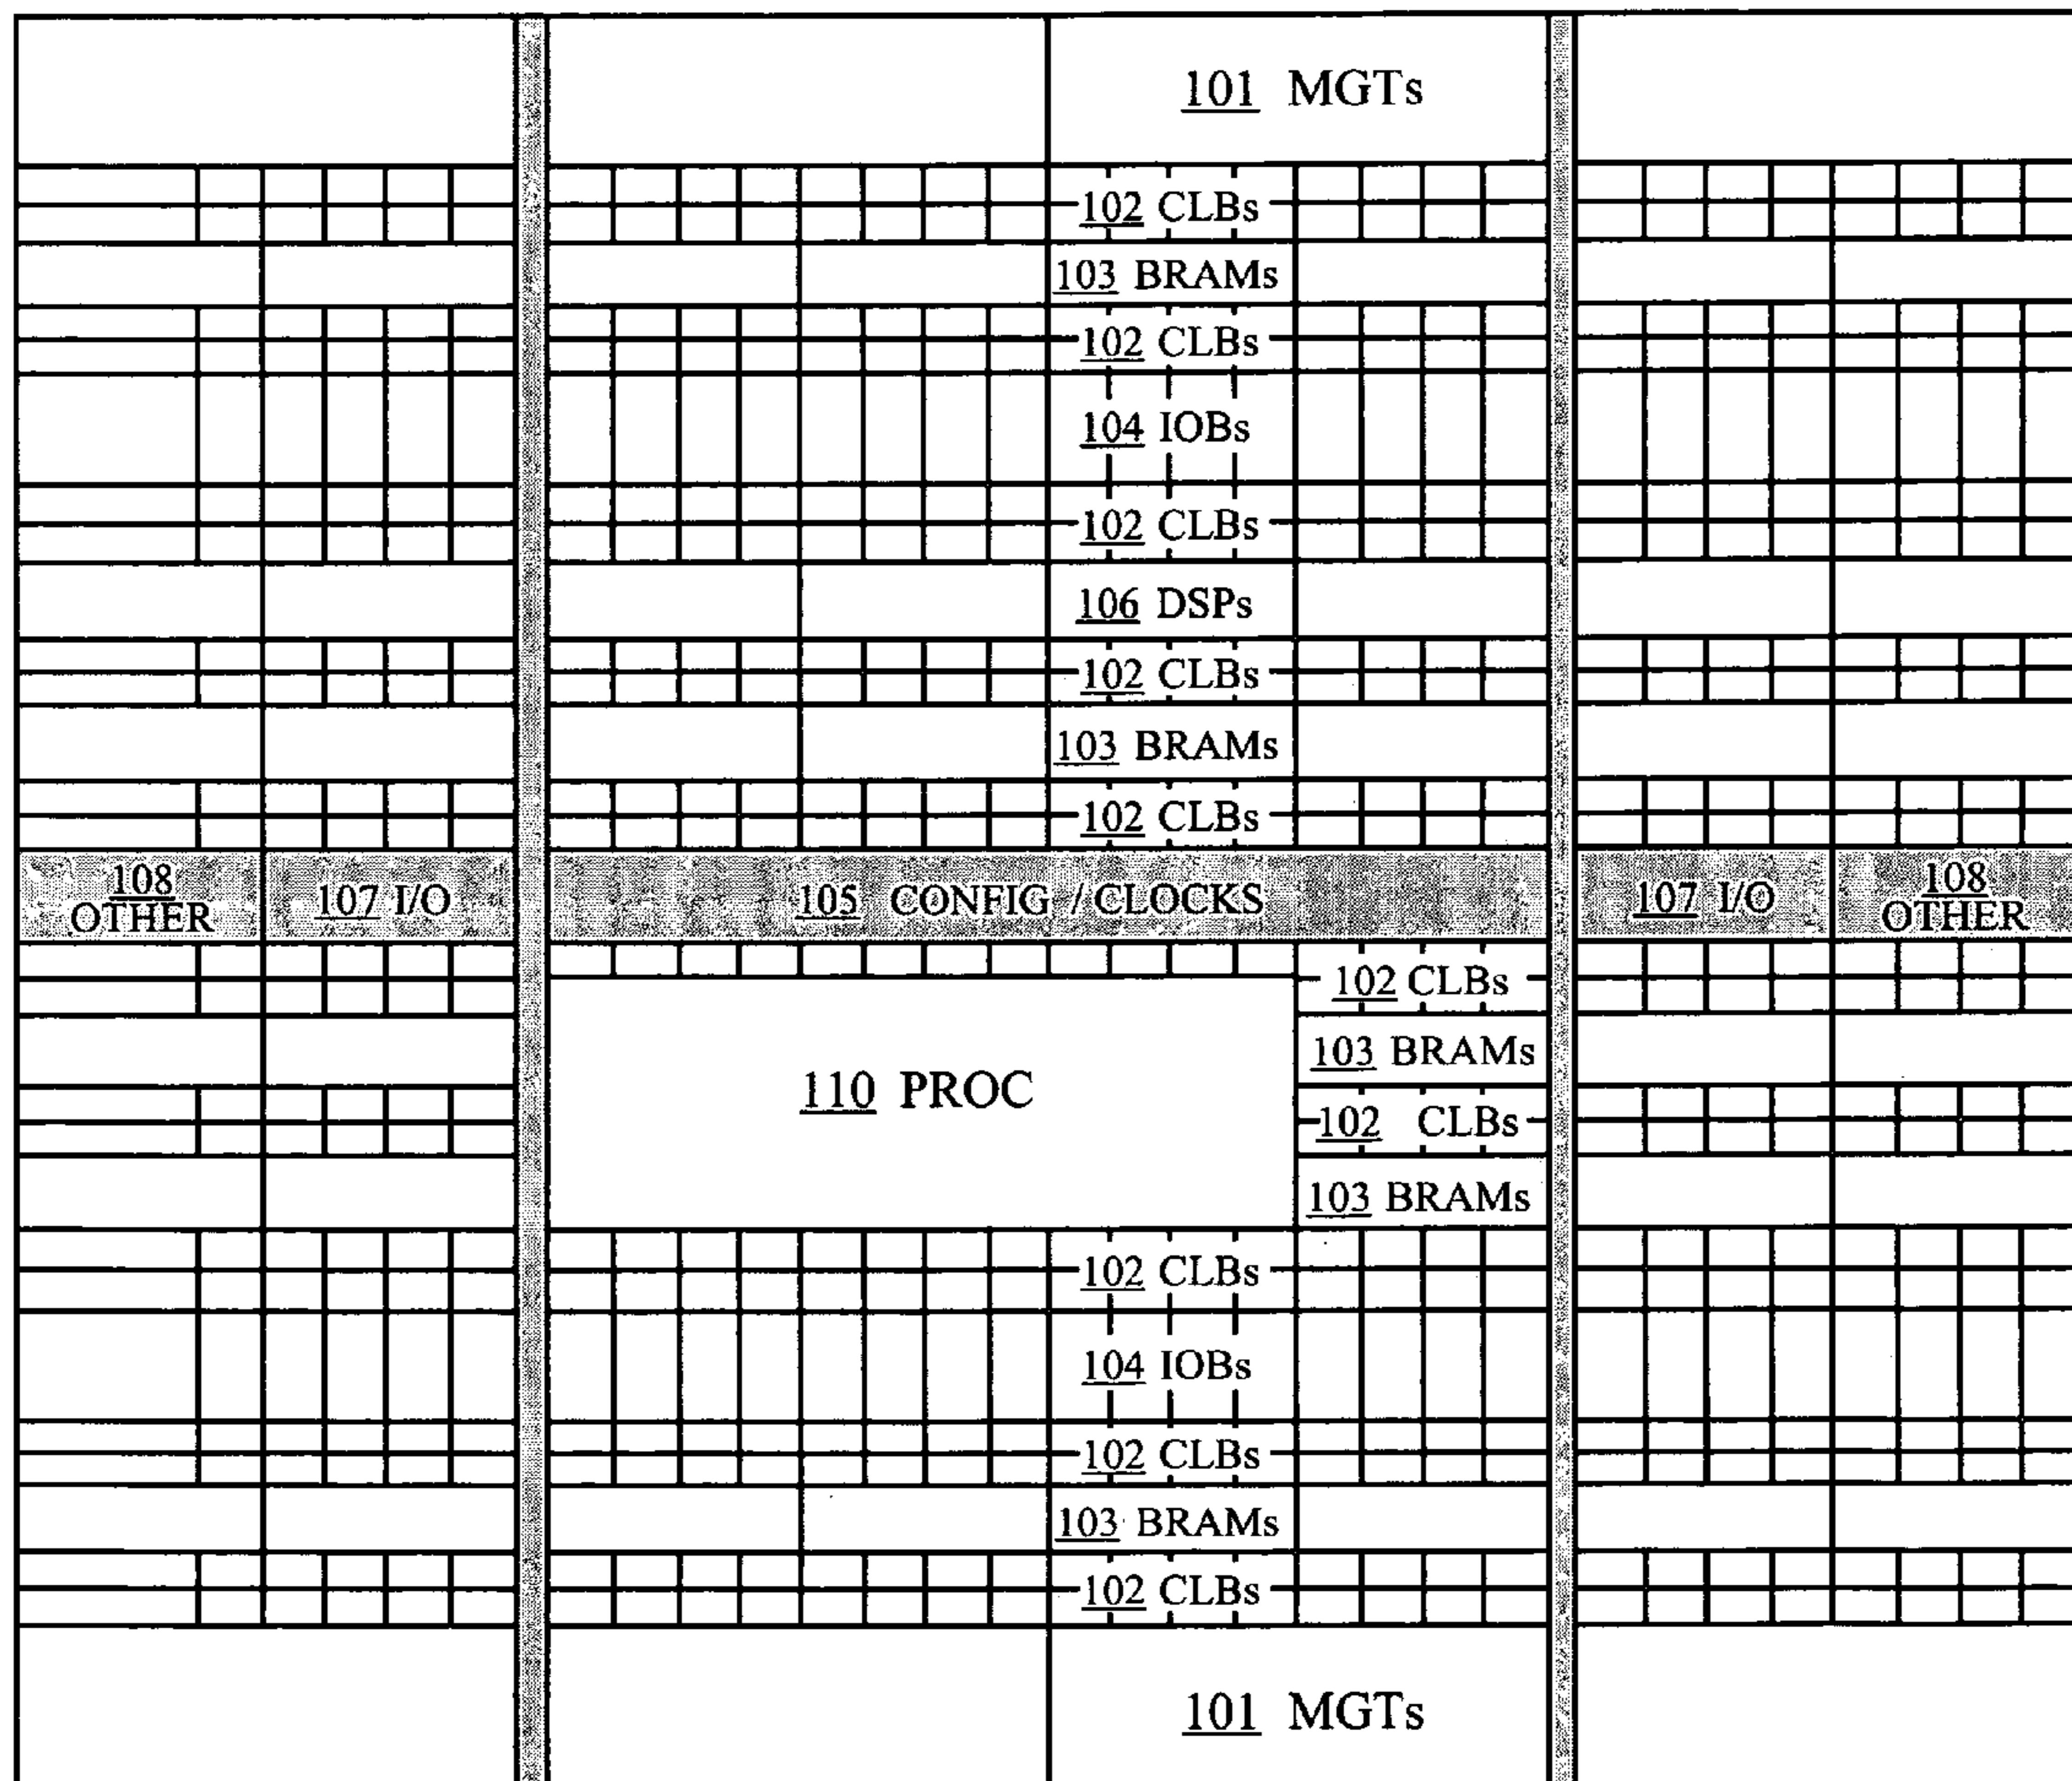 101 MGTs
102 CLBs
103 BRAMs
102 CLBs
104 IOBs
102 CLBs
106 DSPs
102 CLBs
103 BRAMs
102 CLBs
108
OTHER
107 I/O
105 CONFIG / CLOCKS
107 I/O
108
OTHER
102 CLBs
103 BRAMs
110 PROC
102 CLBs
103 BRAMs
102 CLBs
104 IOBs
102 CLBs
103 BRAMs
102 CLBs
101 MGTs